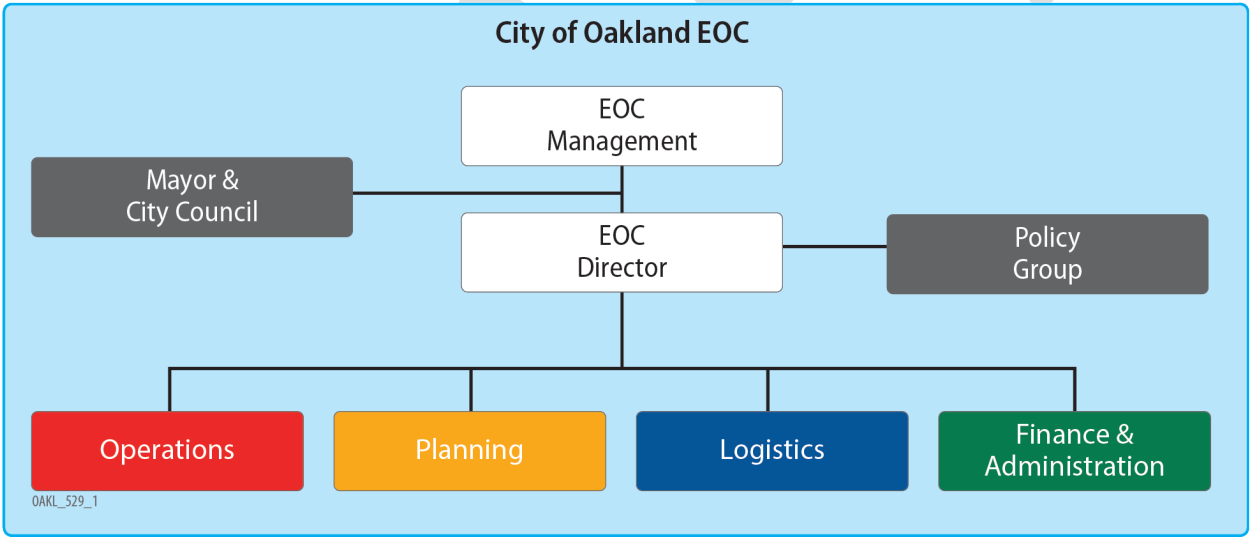 City of Oakland EOC
EOC
Management
Mayor &
City Council
EOC
Director
Policy
Group
Operations
Planning
Logistics
Finance &
Administration
OAKL_529_1